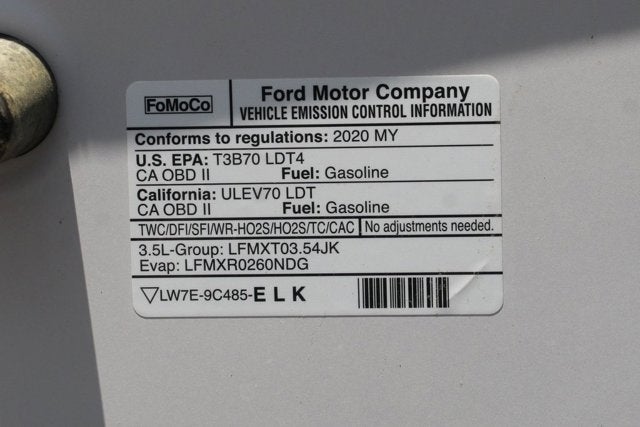 FoMoCo
Ford Motor Company
VEHICLE EMISSION CONTROL INFORMATION
Conforms to regulations: 2020 MY
U.S. EPA: T3B70 LDT4
CA OBD II Fuel: Gasoline
California: ULEV70 LDT
CA OBD II Fuel: Gasoline
TWC/DFI/SFI/WR-HO2S/HO2S/TC/CAC No adjustments needed.
3.5L-Group: LFMXT03.54JK
Evap: LFMXR0260NDG
▽LW7E-9C485-ELK